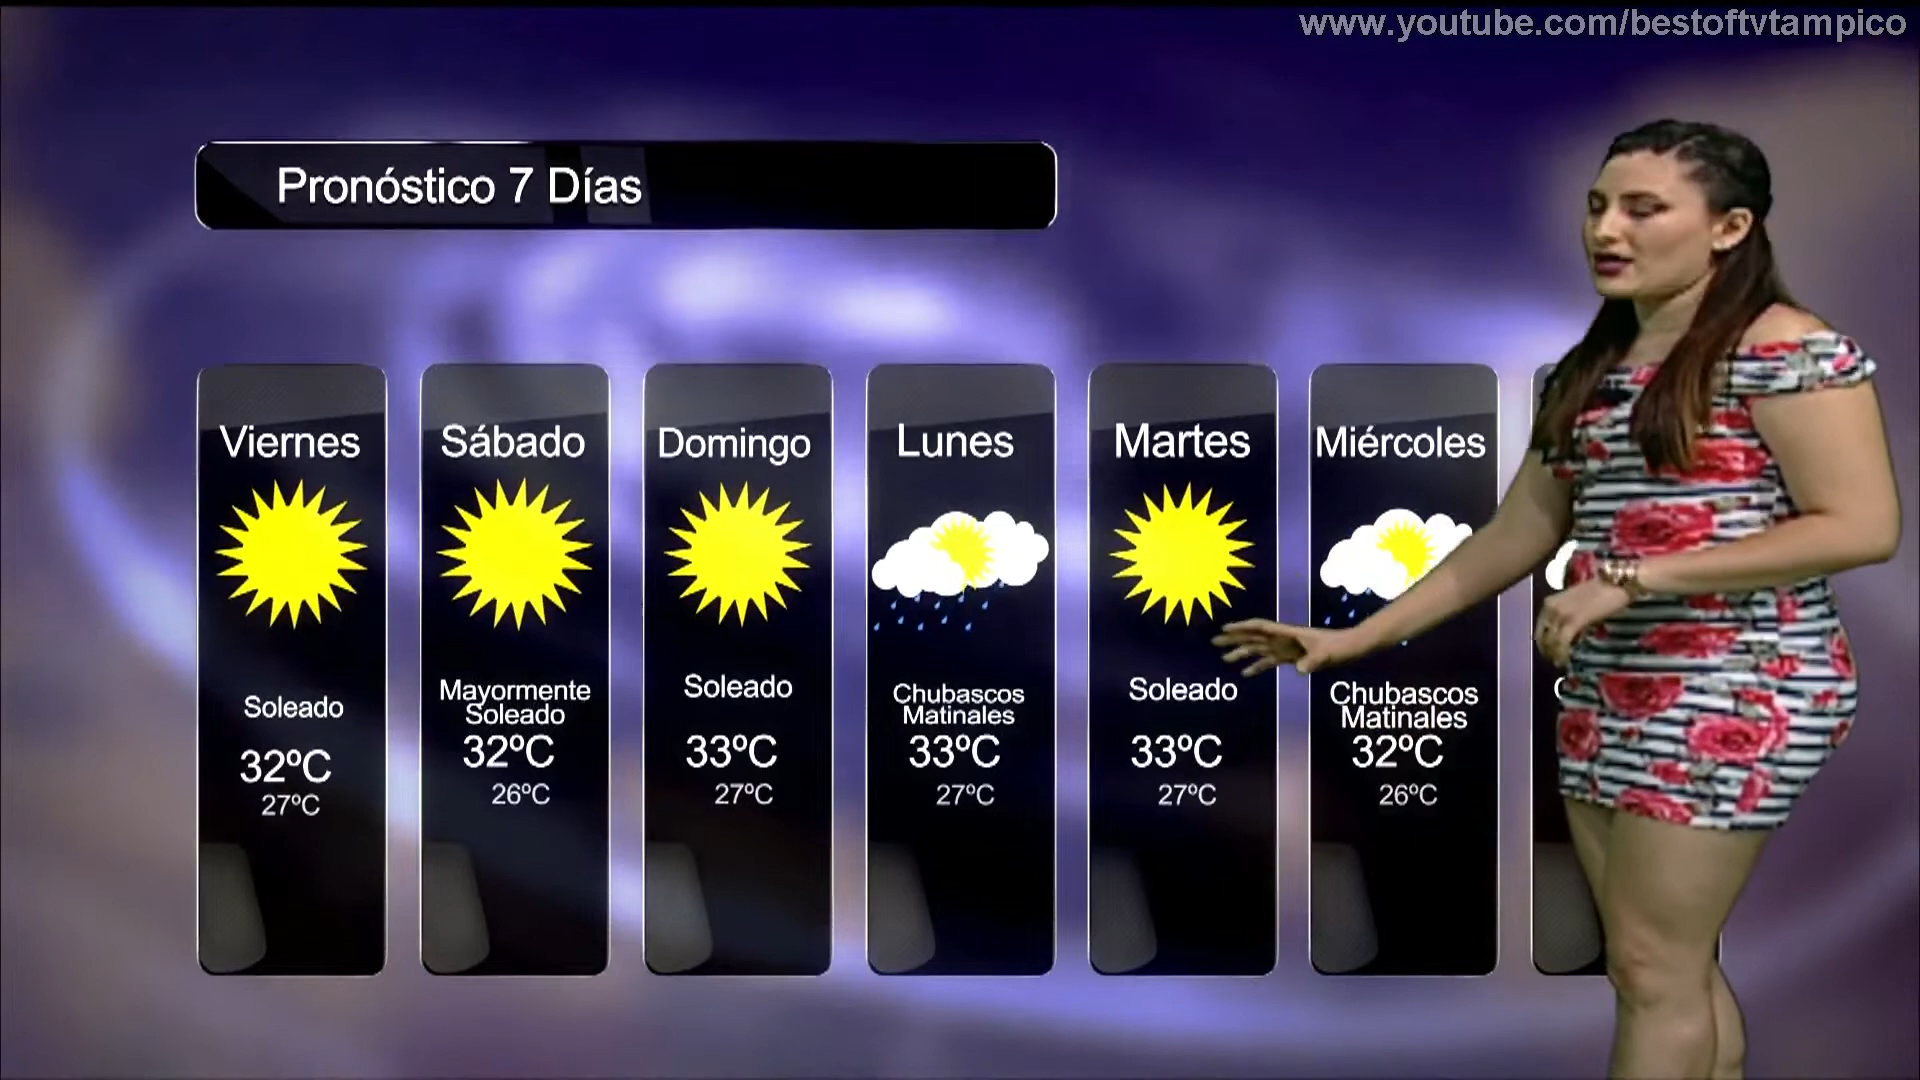 www.youtube.com/bestoftvtampico
Pronóstico 7 Días
Viernes
Soleado
32ºC
27ºC
Sábado
Mayormente
Soleado
32ºC
26ºC
Domingo
Soleado
33ºC
27ºC
Lunes
Chubascos
Matinales
33ºC
27ºC
Martes
Soleado
33ºC
27ºC
Miércoles
Chubascos
Matinales
32ºC
26ºC